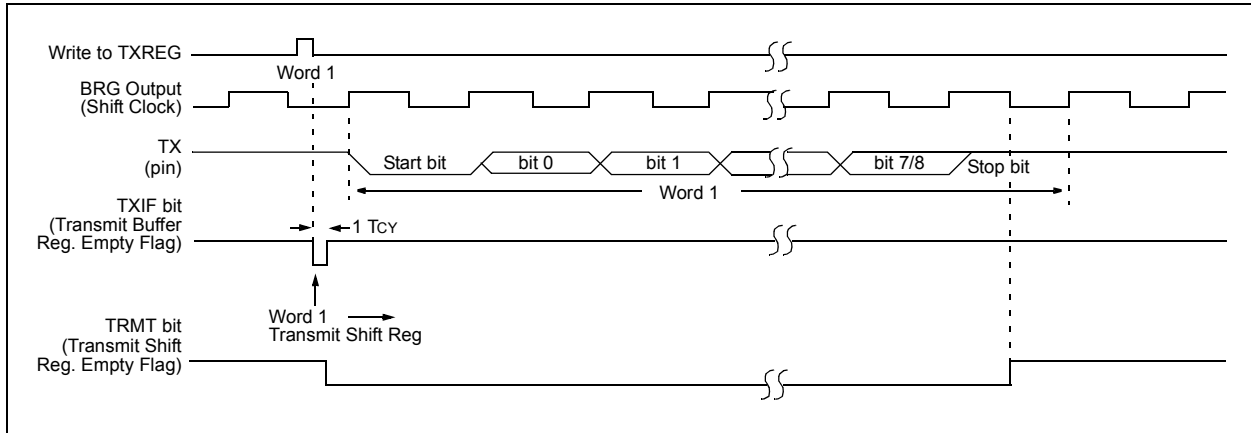 Write to TXREG
Word 1
BRG Output
(Shift Clock)
TX
(pin)
Start bit
bit 0
bit 1
bit 7/8
Stop bit
Word 1
TXIF bit
(Transmit Buffer
Reg. Empty Flag)
1 TCY
Word 1
Transmit Shift Reg
TRMT bit
(Transmit Shift
Reg. Empty Flag)